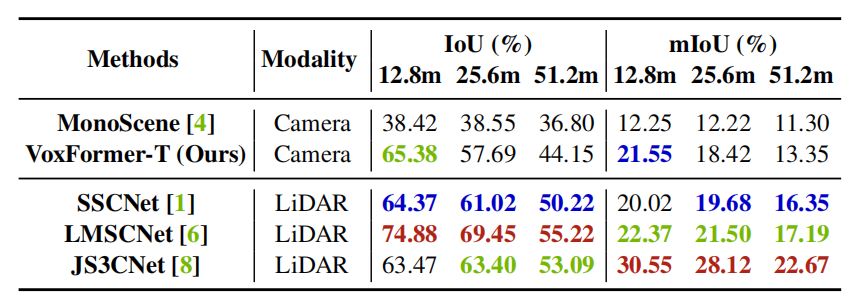 Methods Modality IoU (%) mIoU (%)
12.8m 25.6m 51.2m 12.8m 25.6m 51.2m
MonoScene [4] Camera 38.42 38.55 36.80 12.25 12.22 11.30
VoxFormer-T (Ours) Camera 65.38 57.69 44.15 21.55 18.42 13.35
SSCNet [1] LiDAR 64.37 61.02 50.22 20.02 19.68 16.35
LMSCNet [6] LiDAR 74.88 69.45 55.22 22.37 21.50 17.19
JS3CNet [8] LiDAR 63.47 63.40 53.09 30.55 28.12 22.67